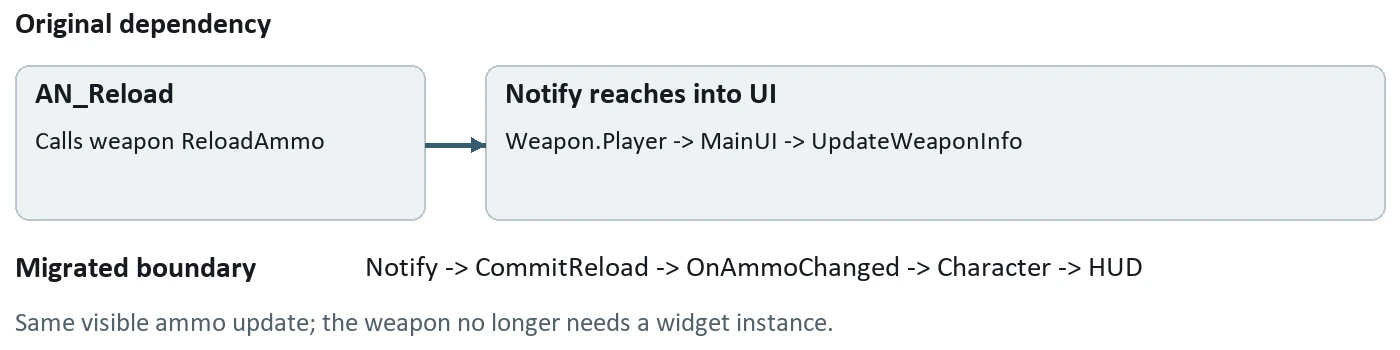 Original dependency
AN_Reload
Calls weapon ReloadAmmo
Notify reaches into UI
Weapon.Player -> MainUI -> UpdateWeaponInfo
Migrated boundary
Notify -> CommitReload -> OnAmmoChanged -> Character -> HUD
Same visible ammo update; the weapon no longer needs a widget instance.